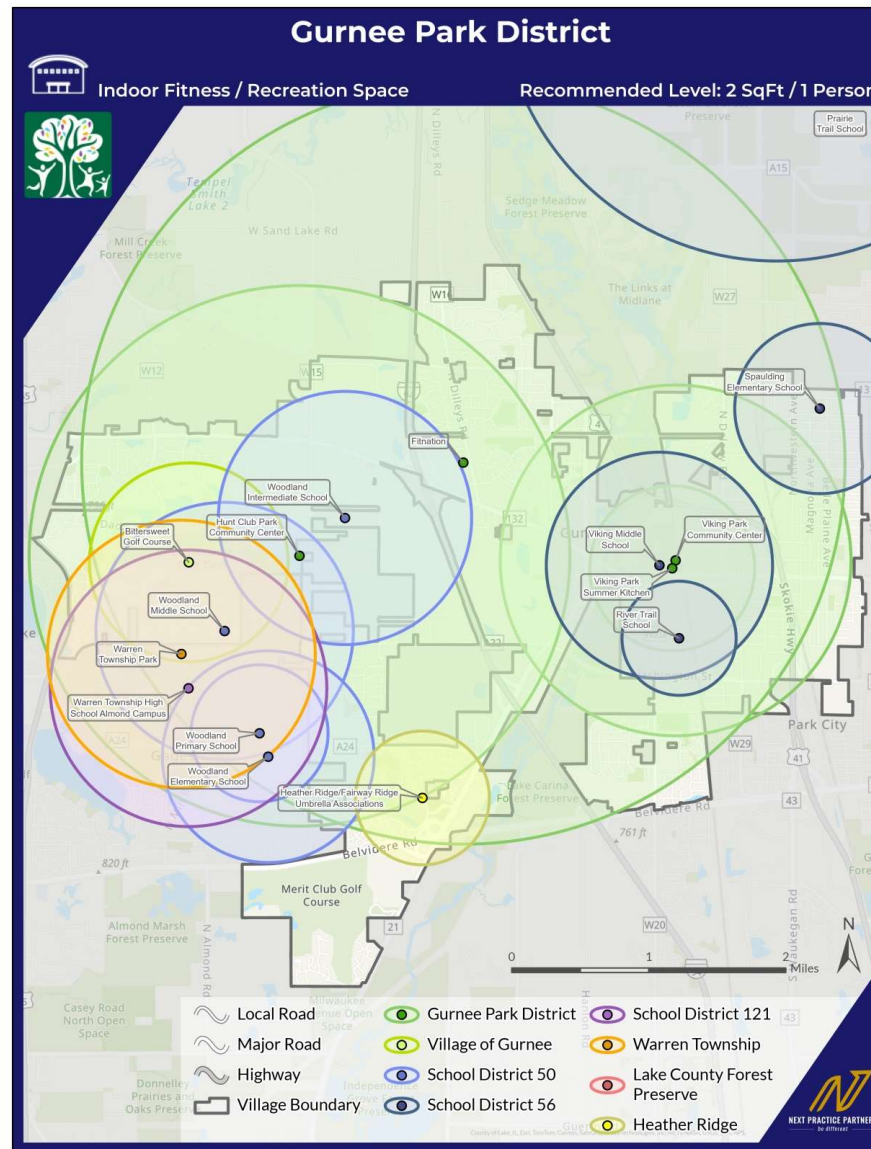 Gurnee Park District
Indoor Fitness / Recreation Space
Recommended Level: 2 SqFt / 1 Person
Prairie
Trail School
Preserve
A15
N Dilleys Rd
Tempel
Smith
Lake 2
Sedge Meadow
Forest Preserve
W Sand Lake Rd
Mill Creek
Forest Preserve
The Links at
Midlane
W27
W12
W15
Spaulding
Elementary School
Fitnation
Woodland
Intermediate School
Hunt Club Park
Community Center
Bittersweet
Golf Course
132
Viking Middle
School
Viking Park
Community Center
Viking Park
Summer Kitchen
Woodland
Middle School
River Trail
School
Skokie Hwy
Warren
Township Park
Warren Township High
School Almond Campus
Woodland
Primary School
Woodland
Elementary School
A24
A24
Park City
W29
41
43
Heather Ridge/Fairway Ridge
Umbrella Associations
Lake Carina
Forest Preserve
Belvidere Rd
Belvidere Rd
761 ft
820 ft
Merit Club Golf
Course
21
Almond Marsh
Forest Preserve
N Almond Rd
W20
S Waukegan Rd
N
0
1
2
Miles
Casey Road
North Open
Space
43
Local Road
Major Road
Highway
Village Boundary
Gurnee Park District
Village of Gurnee
School District 50
School District 56
School District 121
Warren Township
Lake County Forest
Preserve
Heather Ridge
Donnelley
Prairies and
Oaks Preserve
NEXT PRACTICE PARTNER
be different